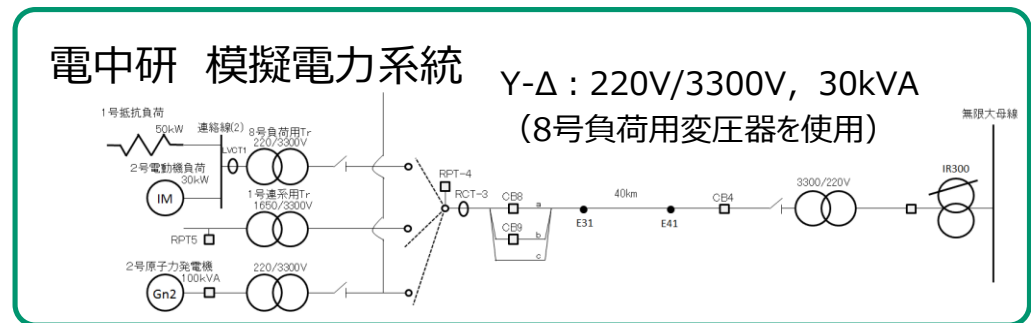 電中研 模擬電力系統
Y-Δ：220V/3300V, 30kVA
（8号負荷用変圧器を使用）
無限大母線
1号抵抗負荷
50kW
連絡線(2)
8号負荷用Tr
220/3300V
LVCT1
2号電動機負荷
30kW
IM
1号連系用Tr
1650/3300V
RPT5
2号原子力発電機
100kVA
Gn2
220/3300V
RPT-4
RCT-3
CB8
a
CB9
b
c
E31
40km
E41
CB4
3300/220V
IR300